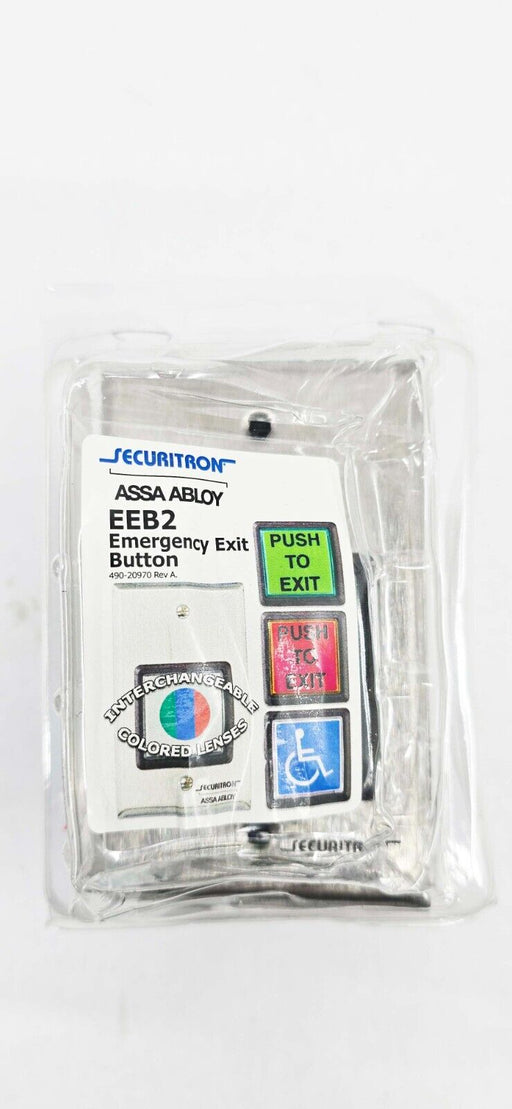 SECURITRON
ASSA ABLOY
EEB2
Emergency Exit
Button
490-20970 Rev A.
PUSH
TO
EXIT
PUSH
TO
EXIT
INTERCHANGEABLE
COLORED LENSES
SECURITRON
ASSA ABLOY
SECURITRON